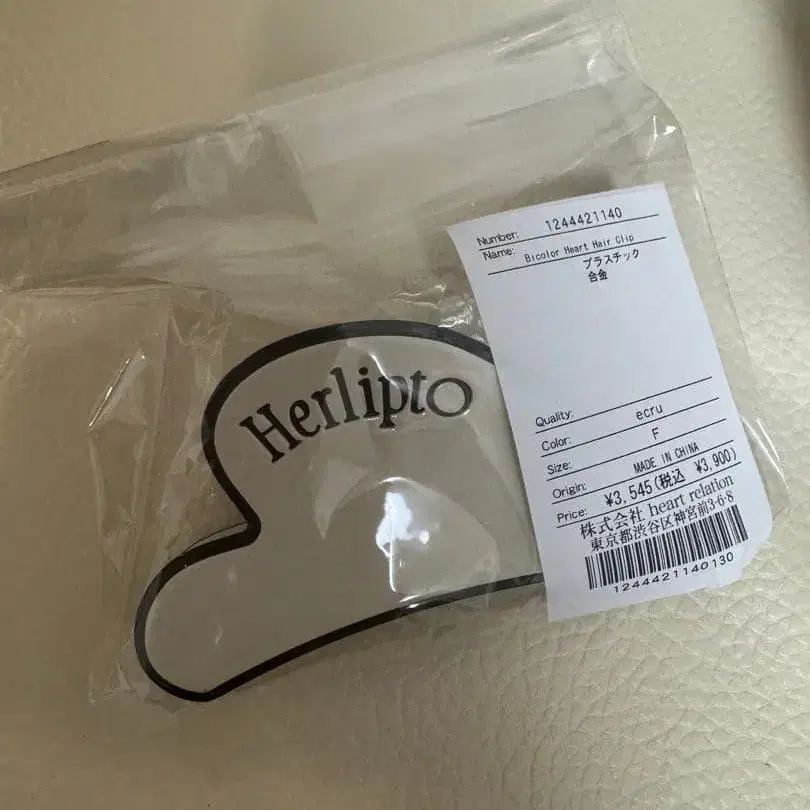 Herlipto
Number: 1244421140
Name: Bicolor Heart Hair Clip
プラスチック
合金
Quality:
Color: ecru
Size: F
Origin: MADE IN CHINA
Price: ¥3,545(税込 ¥3,900)
株式会社 heart relation
東京都渋谷区神宮前3-6-8
1244421140130